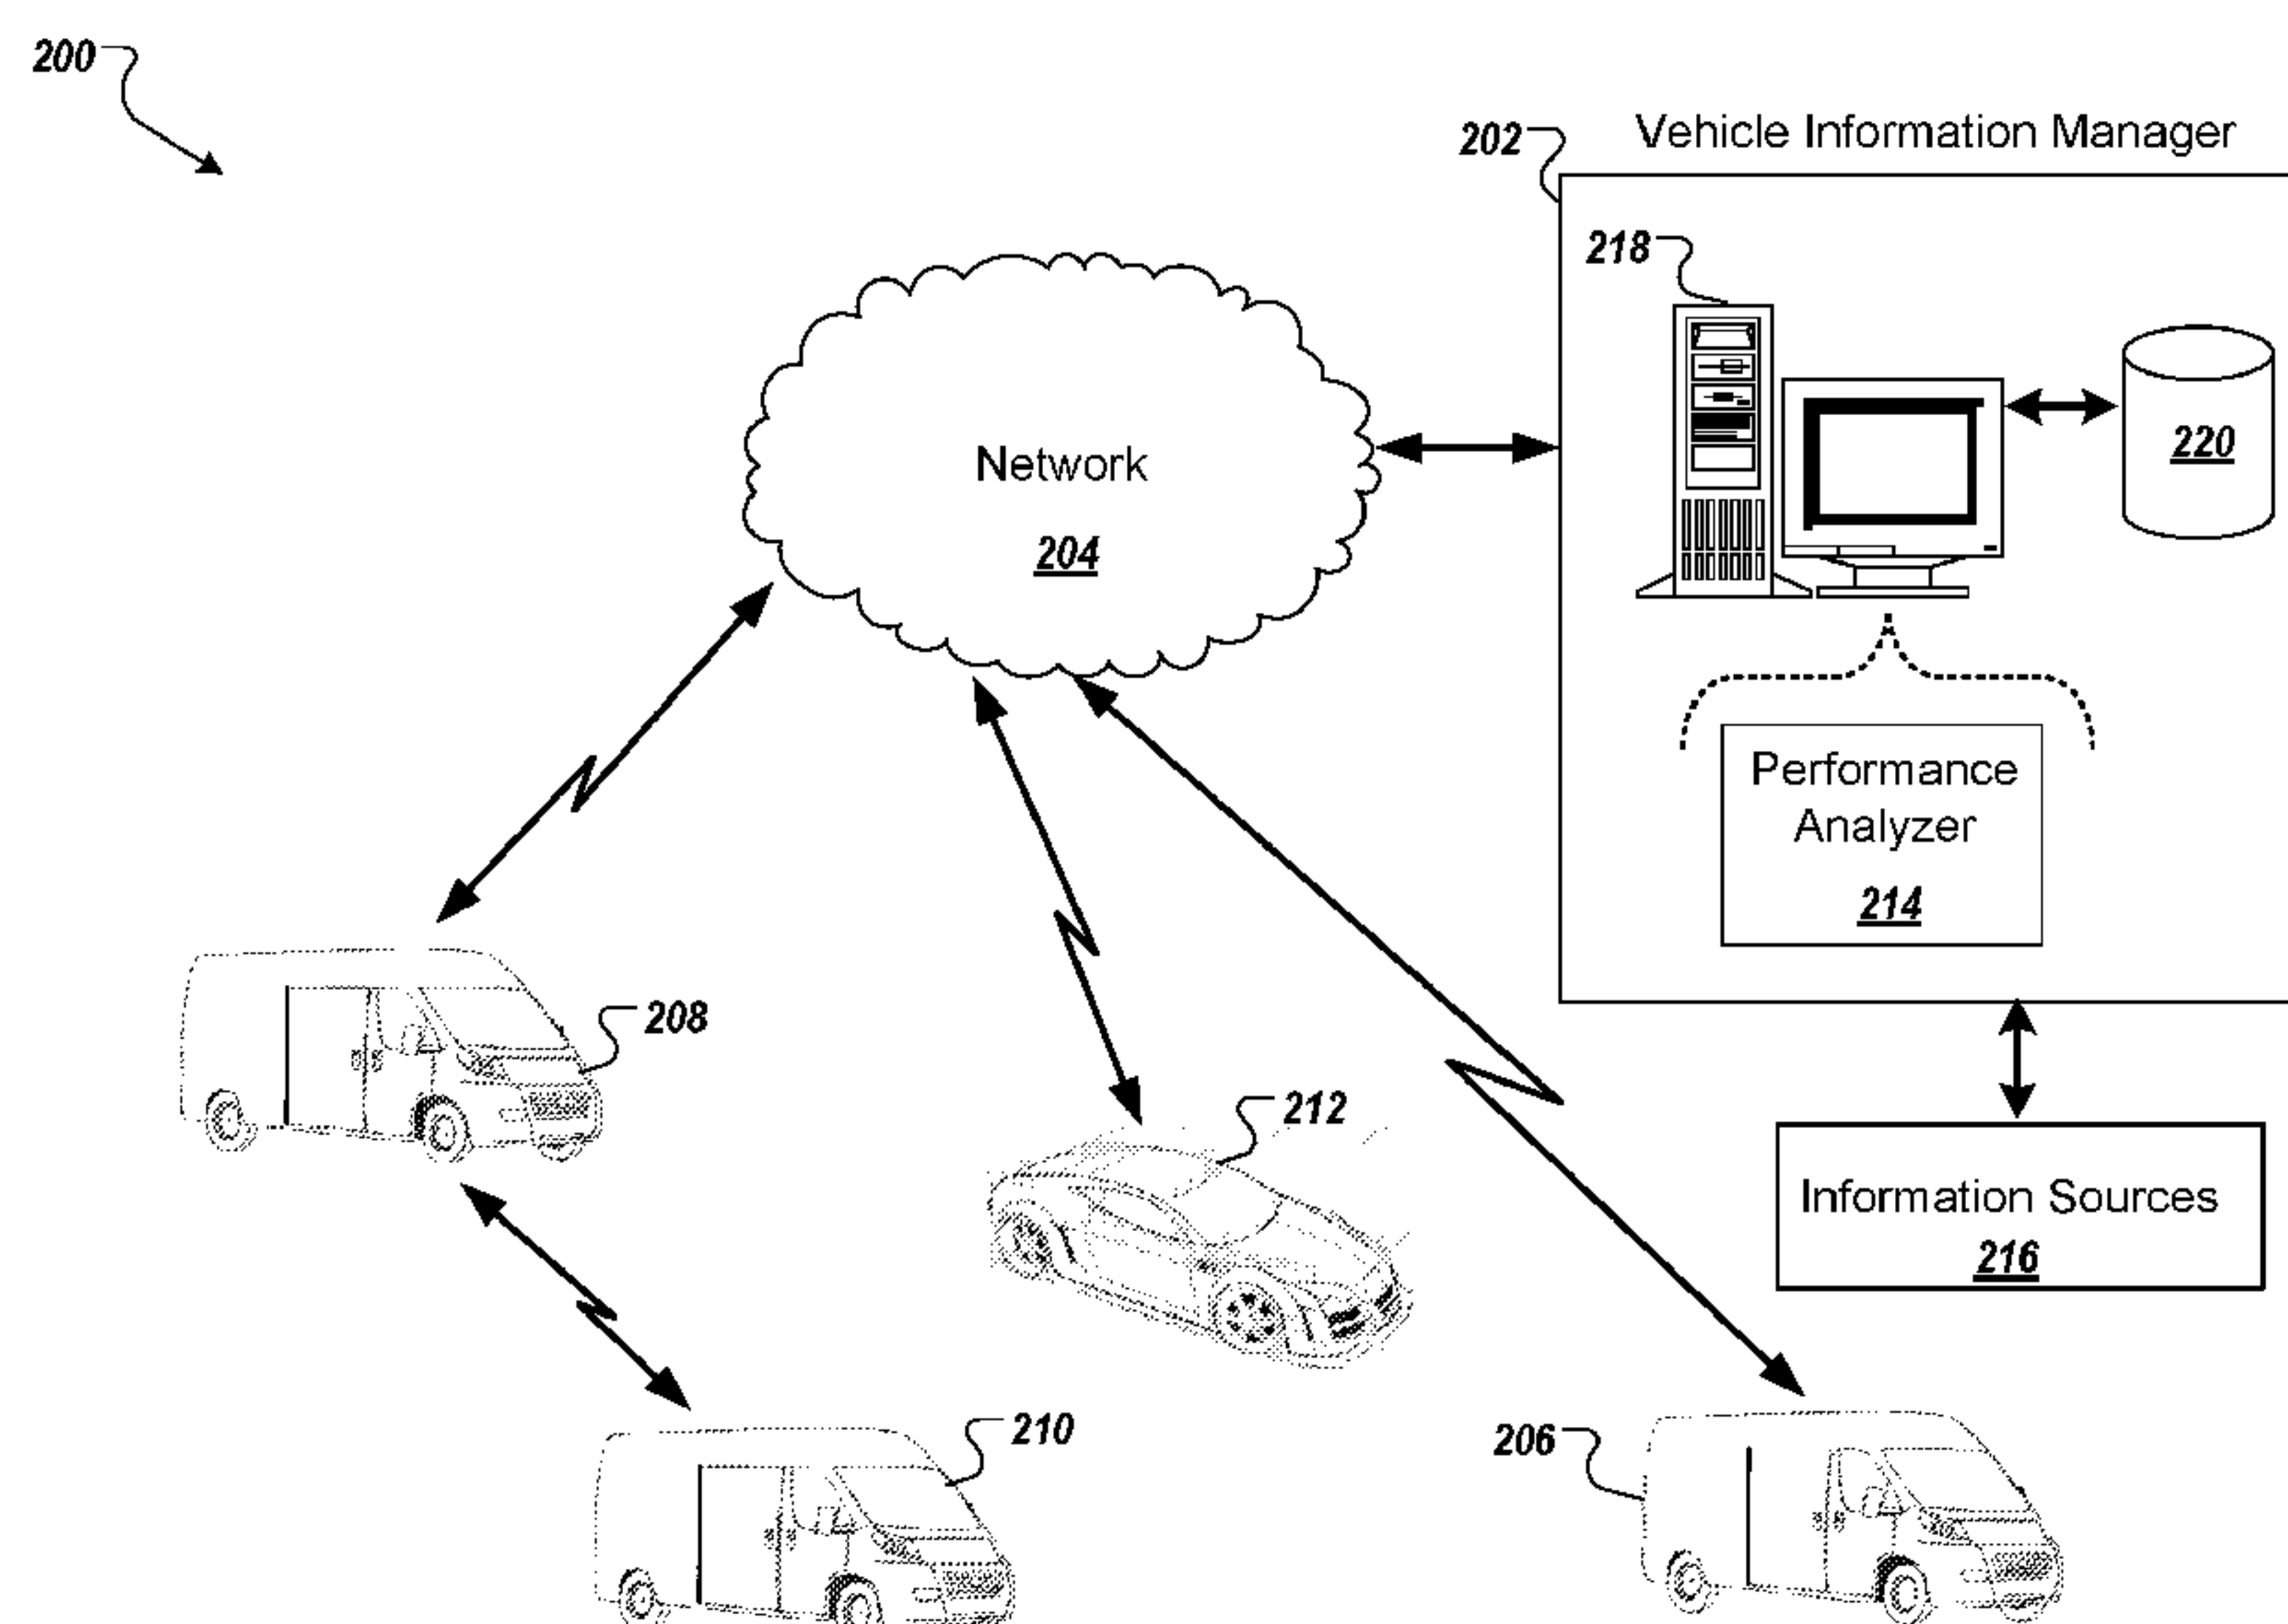 200
202
Vehicle Information Manager
218
220
Network
204
Performance
Analyzer
214
208
212
Information Sources
216
210
206